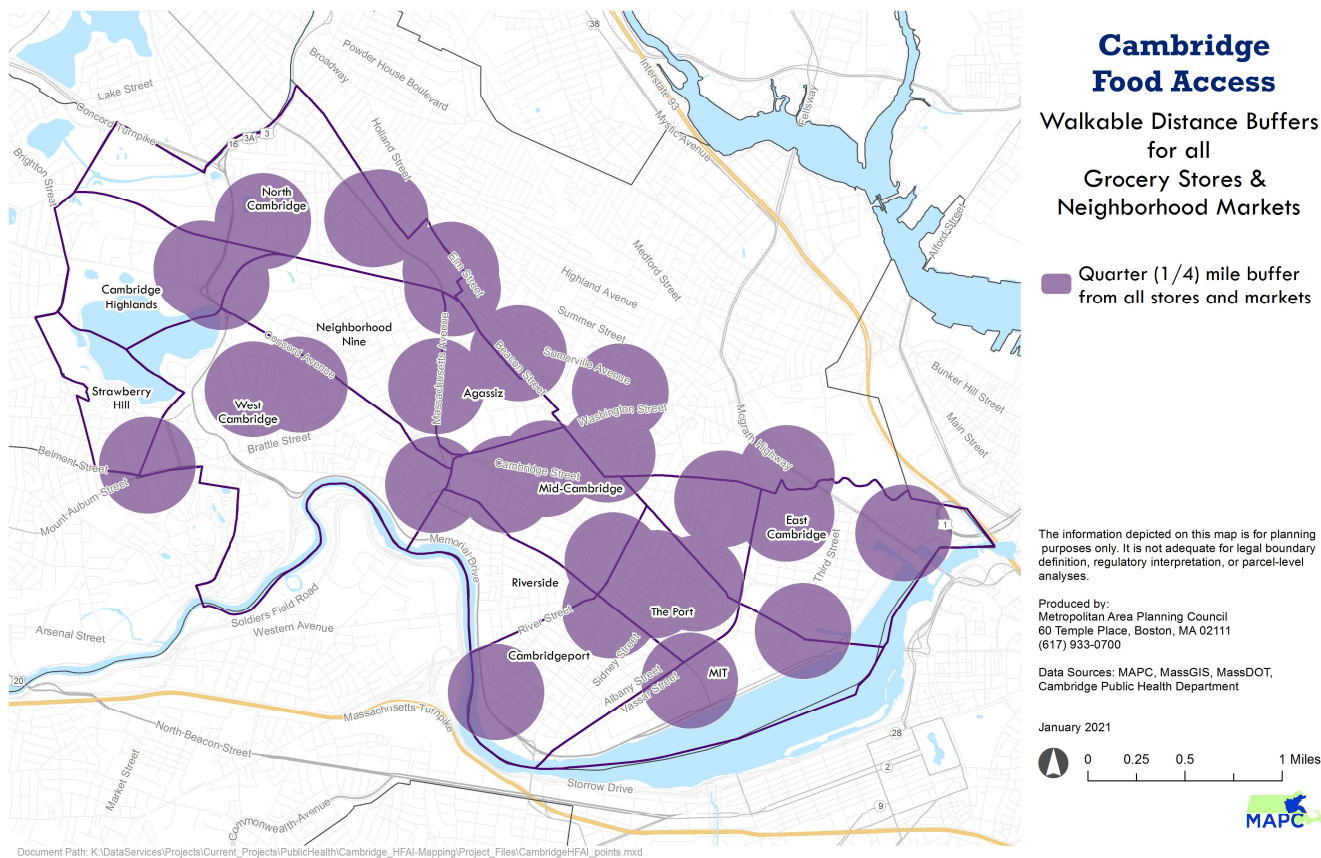 Cambridge
Food Access
Walkable Distance Buffers
for all
Grocery Stores &
Neighborhood Markets
Quarter (1/4) mile buffer
from all stores and markets
38
Interstate 93
Mystic Avenue
Fellsway
Alford Street
Broadway
Powder House Boulevard
Lake Street
Concord Turnpike
16
3A
3
Holland Street
Brighton Street
North
Cambridge
Elm Street
Medford Street
Highland Avenue
Summer Street
Cambridge
Highlands
Neighborhood
Nine
Concord Avenue
Massachusetts Avenue
Beacon Street
Somerville Avenue
Bunker Hill Street
Main Street
Strawberry
Hill
West
Cambridge
Agassiz
Washington Street
Mcgrath Highway
Brattle Street
Belmont Street
Mount Auburn Street
Cambridge Street
Mid-Cambridge
East
Cambridge
1
Third Street
Memorial Drive
Riverside
River Street
The Port
Soldiers Field Road
Western Avenue
Arsenal Street
Cambridgeport
Sidney Street
Albany Street
Vassar Street
MIT
20
Massachusetts Turnpike
North Beacon Street
Market Street
Commonwealth Avenue
Storrow Drive
28
2
9
The information depicted on this map is for planning
purposes only. It is not adequate for legal boundary
definition, regulatory interpretation, or parcel-level
analyses.
Produced by:
Metropolitan Area Planning Council
60 Temple Place, Boston, MA 02111
(617) 933-0700
Data Sources: MAPC, MassGIS, MassDOT,
Cambridge Public Health Department
January 2021
0 0.25 0.5 1 Miles
MAPC
Document Path: K:\DataServices\Projects\Current_Projects\PublicHealth\Cambridge_HFAI-Mapping\Project_Files\CambridgeHFAI_points.mxd